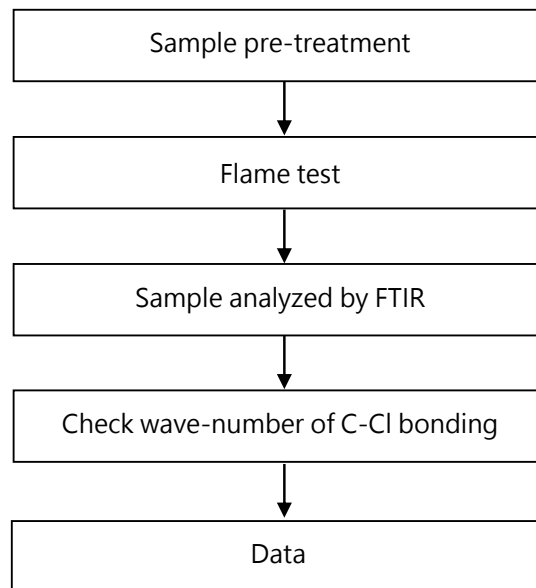 Sample pre-treatment
Flame test
Sample analyzed by FTIR
Check wave-number of C-Cl bonding
Data